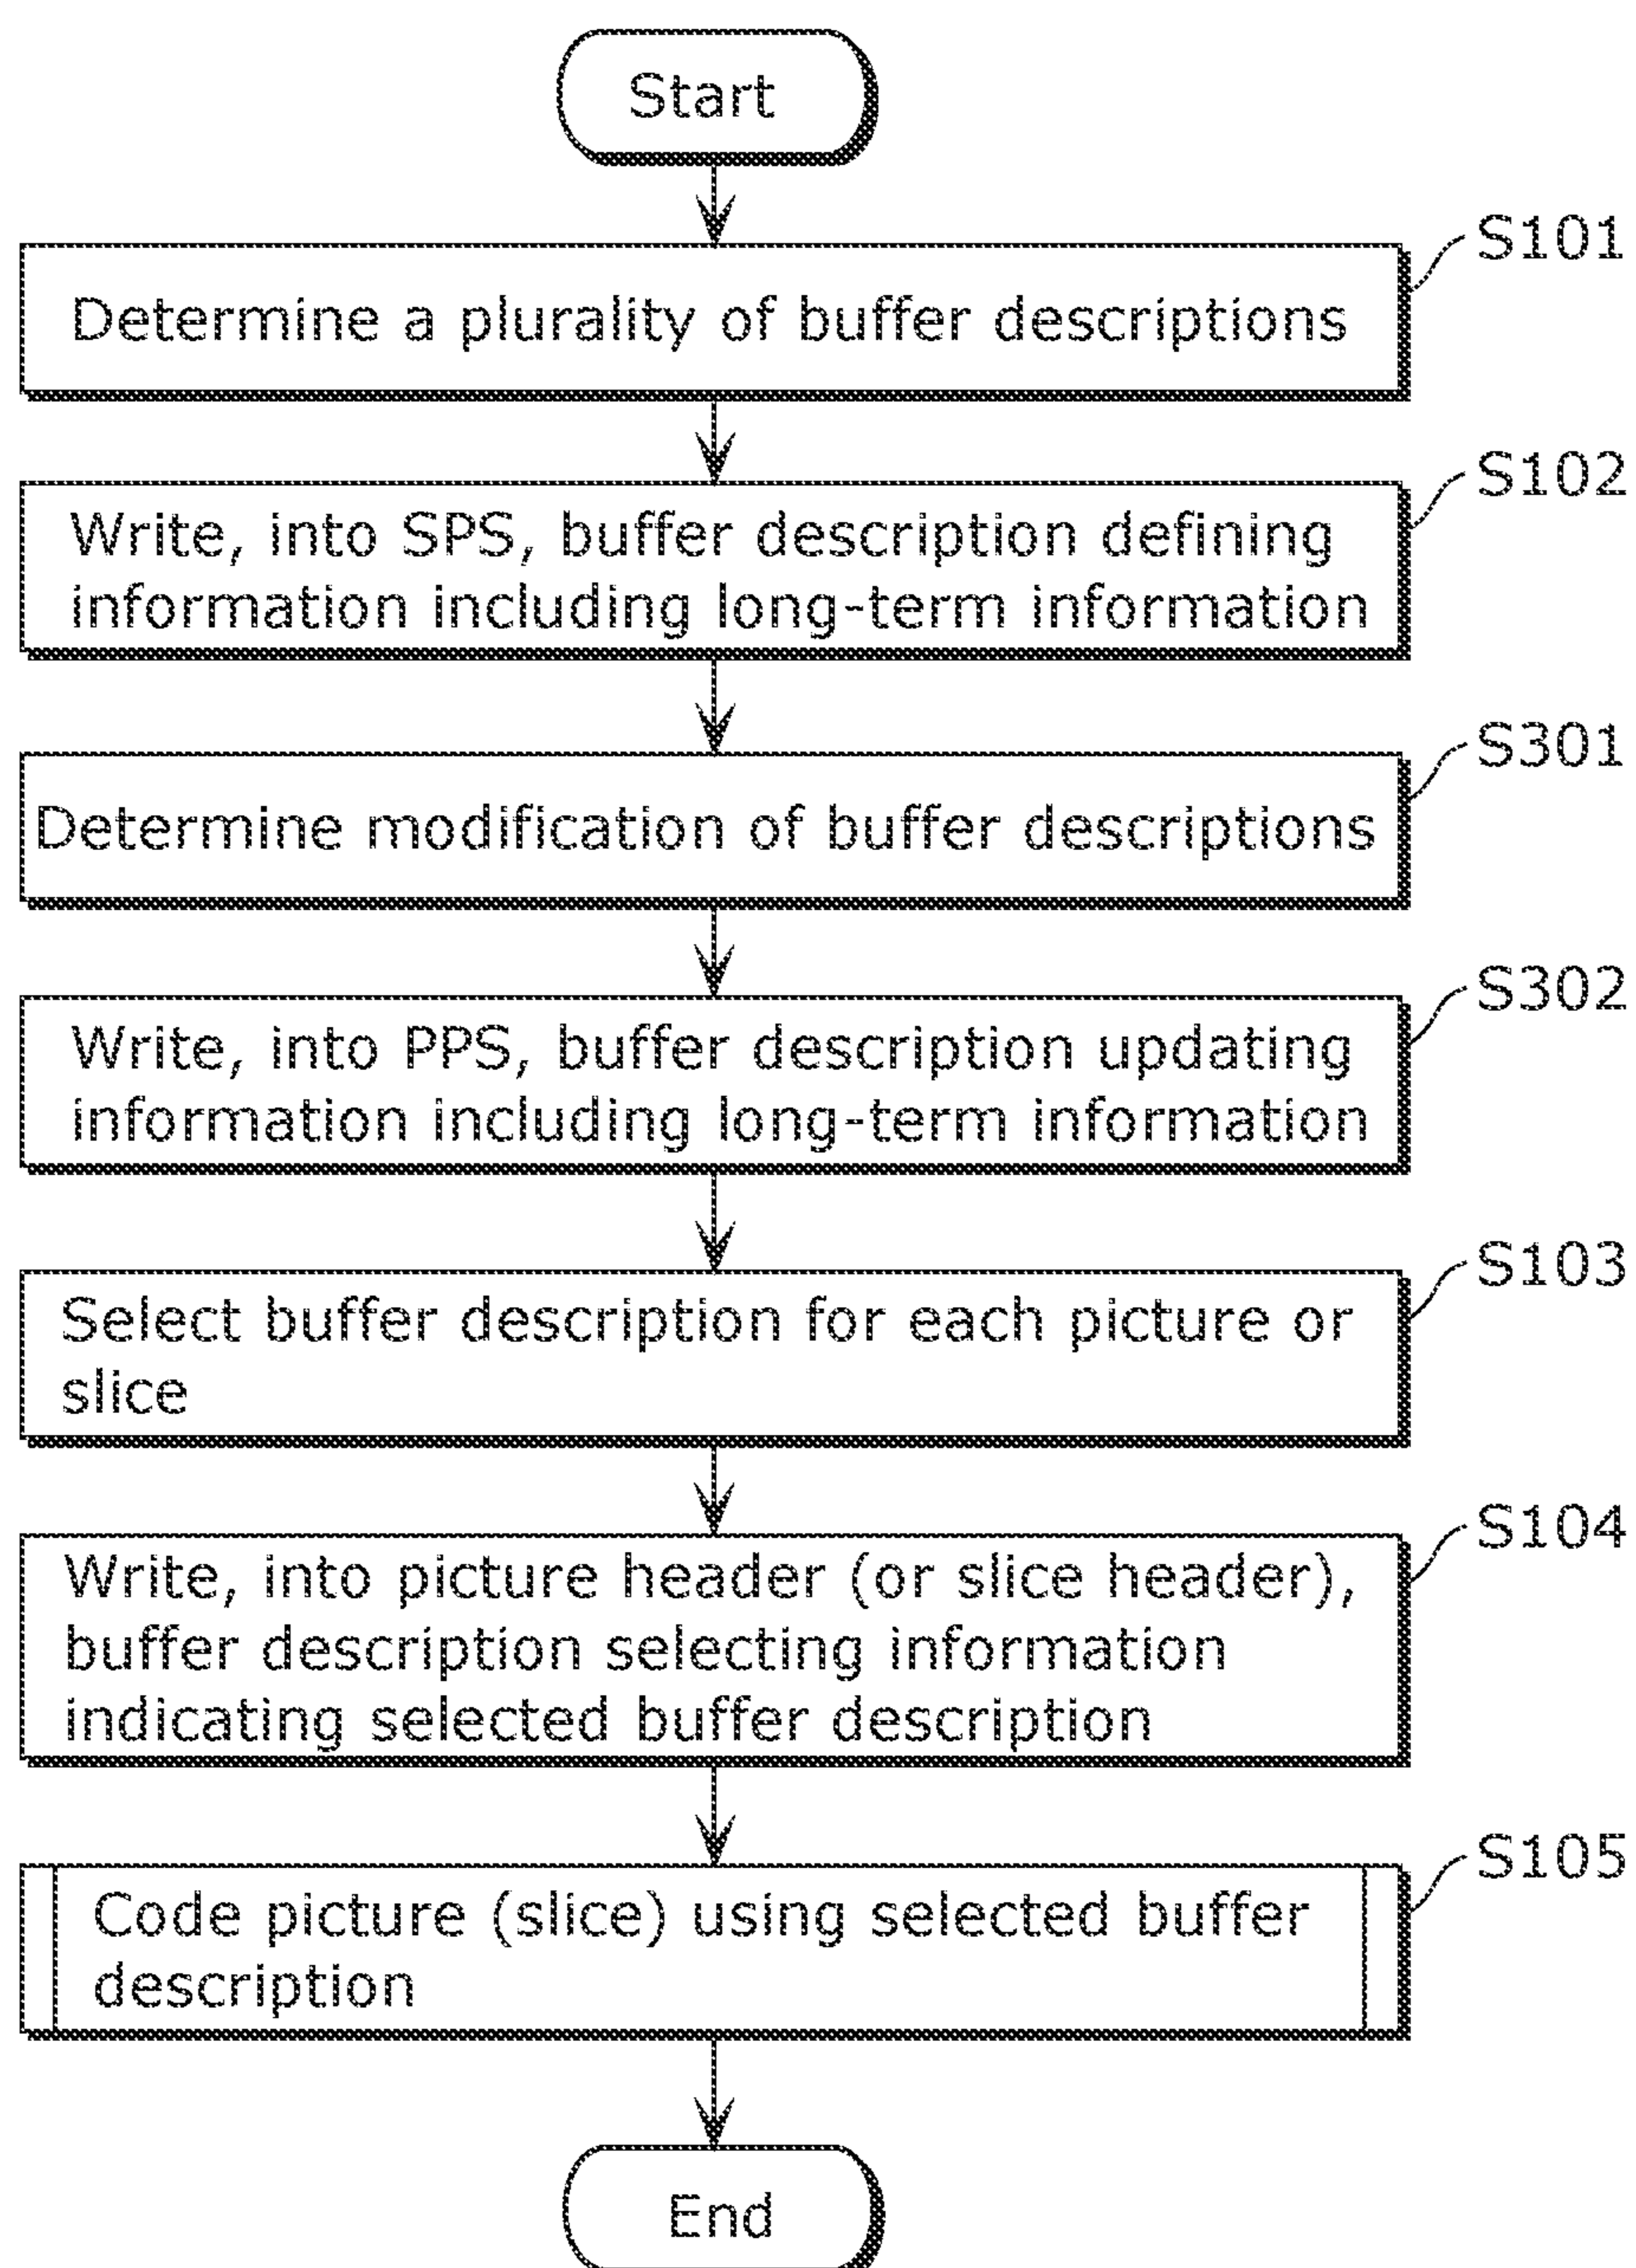 Start
S101
Determine a plurality of buffer descriptions
S102
Write, into SPS, buffer description defining
information including long-term information
S301
Determine modification of buffer descriptions
S302
Write, into PPS, buffer description updating
information including long-term information
S103
Select buffer description for each picture or
slice
S104
Write, into picture header (or slice header),
buffer description selecting information
indicating selected buffer description
S105
Code picture (slice) using selected buffer
description
End